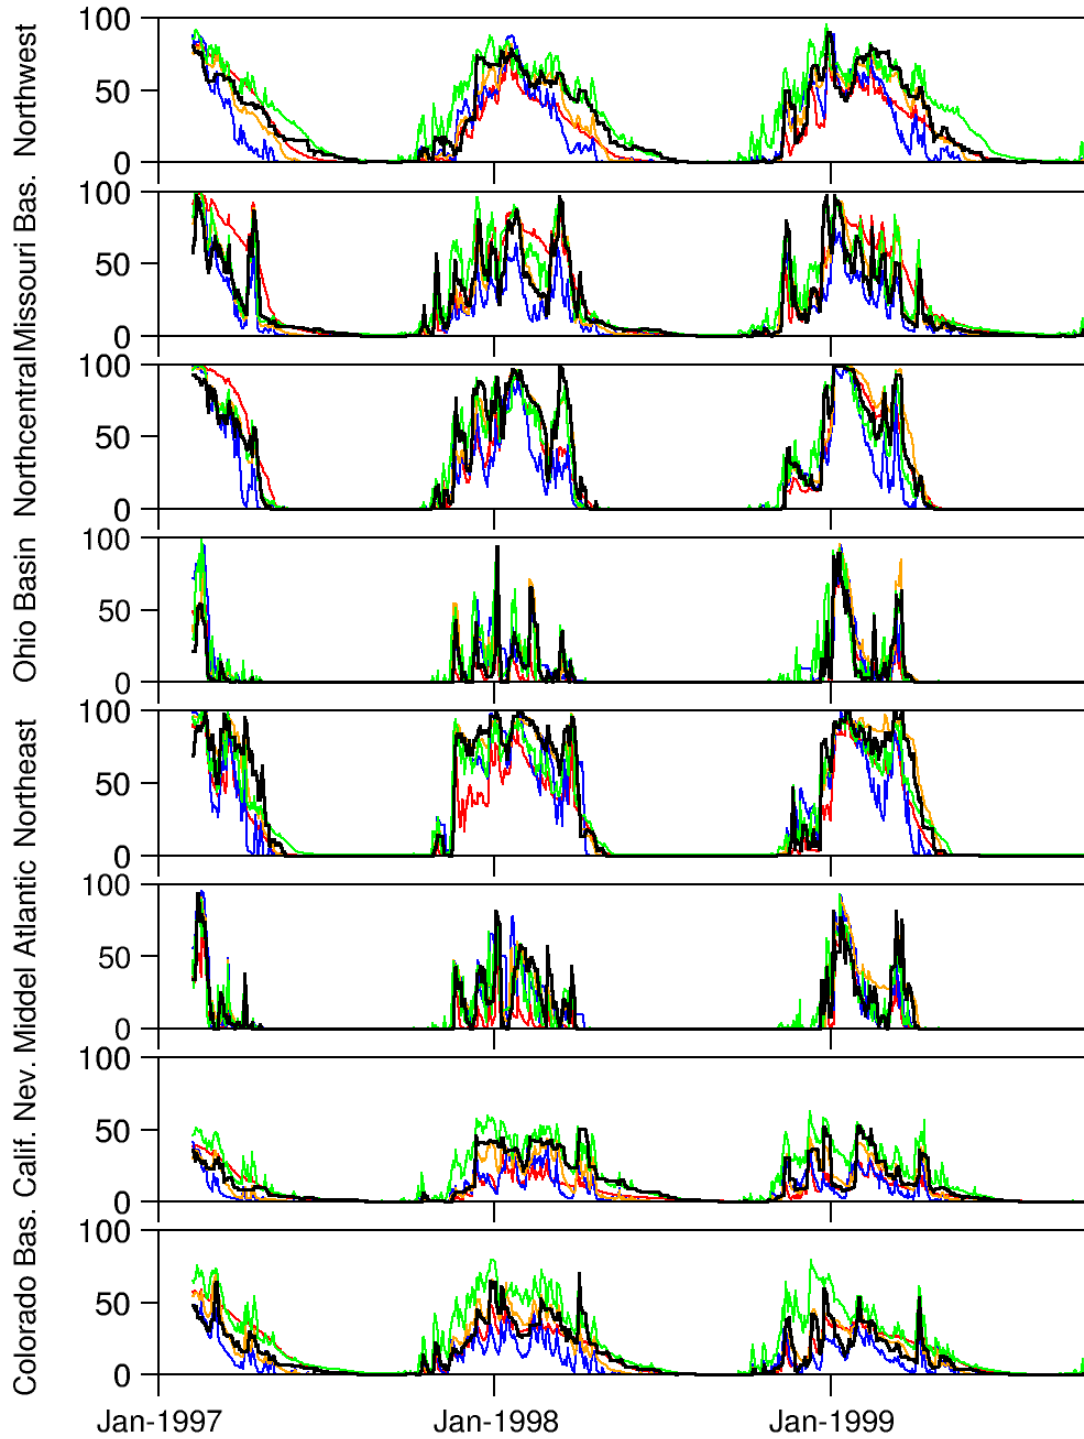 Northwest
100
50
0
Missouri Bas.
100
50
0
Northcentral
100
50
0
Ohio Basin
100
50
0
Northeast
100
50
0
Middel Atlantic
100
50
0
Calif. Nev.
100
50
0
Colorado Bas.
100
50
0
Jan-1997 Jan-1998 Jan-1999